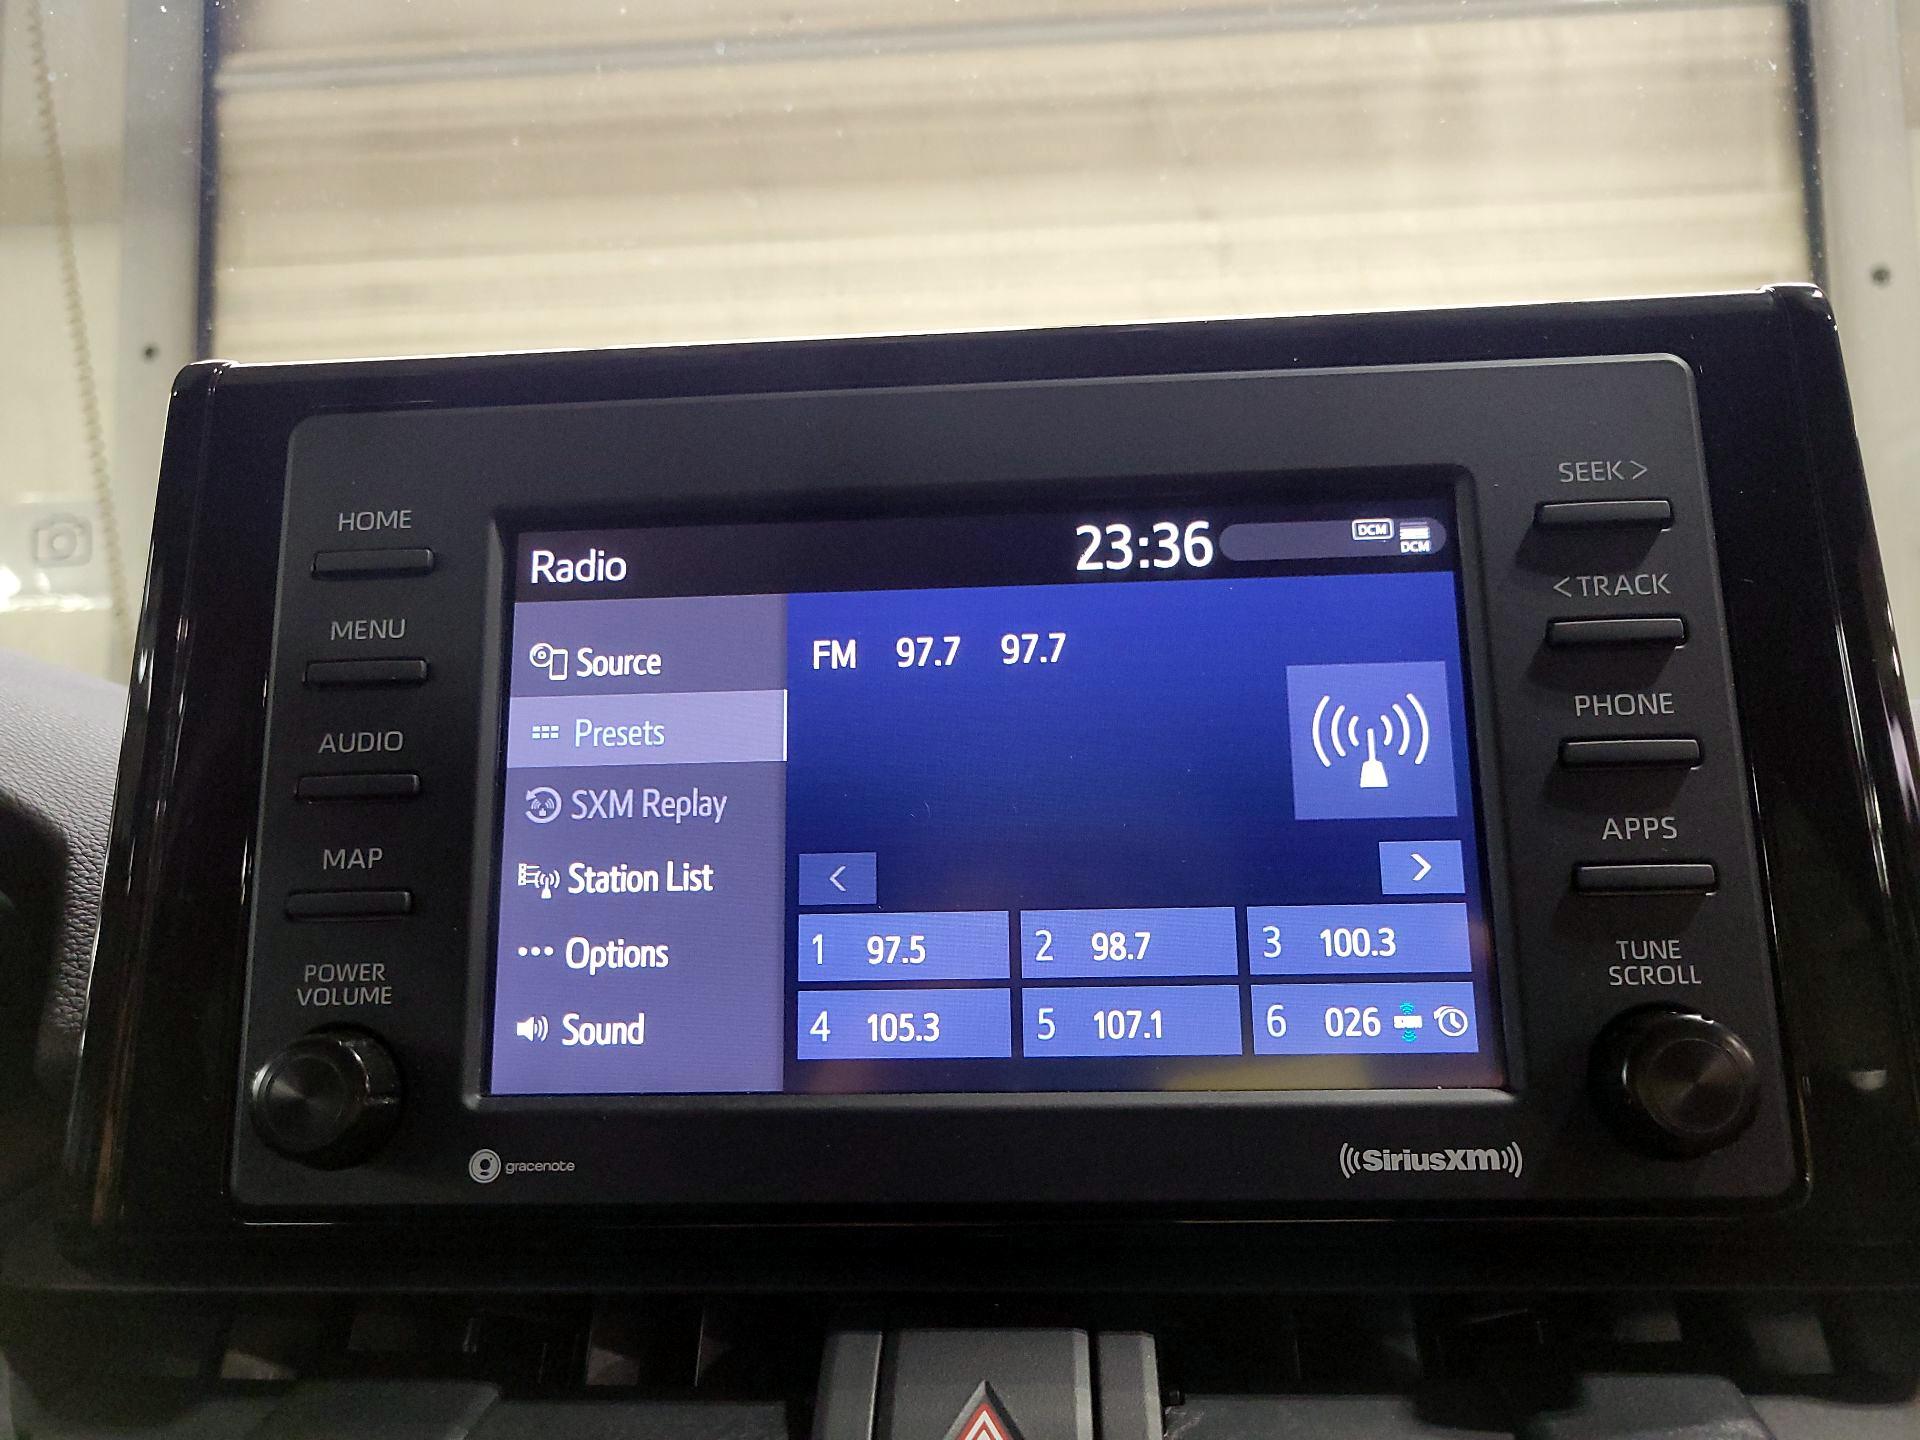 HOME
MENU
AUDIO
MAP
POWER
VOLUME
Radio
23:36
DCM
DCM
Source
Presets
SXM Replay
Station List
Options
Sound
FM 97.7 97.7
<
>
1 97.5
2 98.7
3 100.3
4 105.3
5 107.1
6 026
SEEK >
< TRACK
PHONE
APPS
TUNE
SCROLL
gracenote
SiriusXM